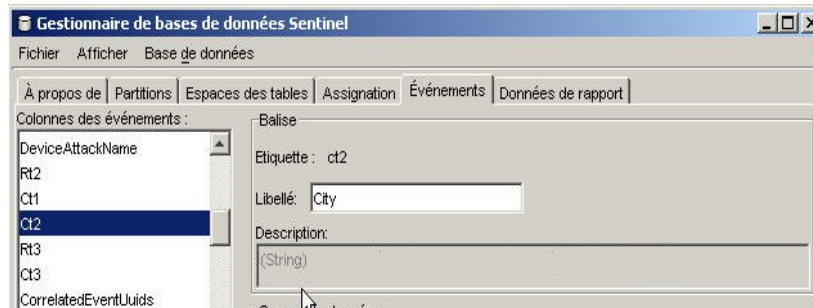 Gestionnaire de bases de données Sentinel
Fichier Afficher Base de données
À propos de Partitions Espaces des tables Assignation Événements Données de rapport
Colonnes des événements :
DeviceAttackName
Rt2
Ct1
Ct2
Rt3
Ct3
CorrelatedEventUuids
Balise
Etiquette : ct2
Libellé: City
Description:
(String)